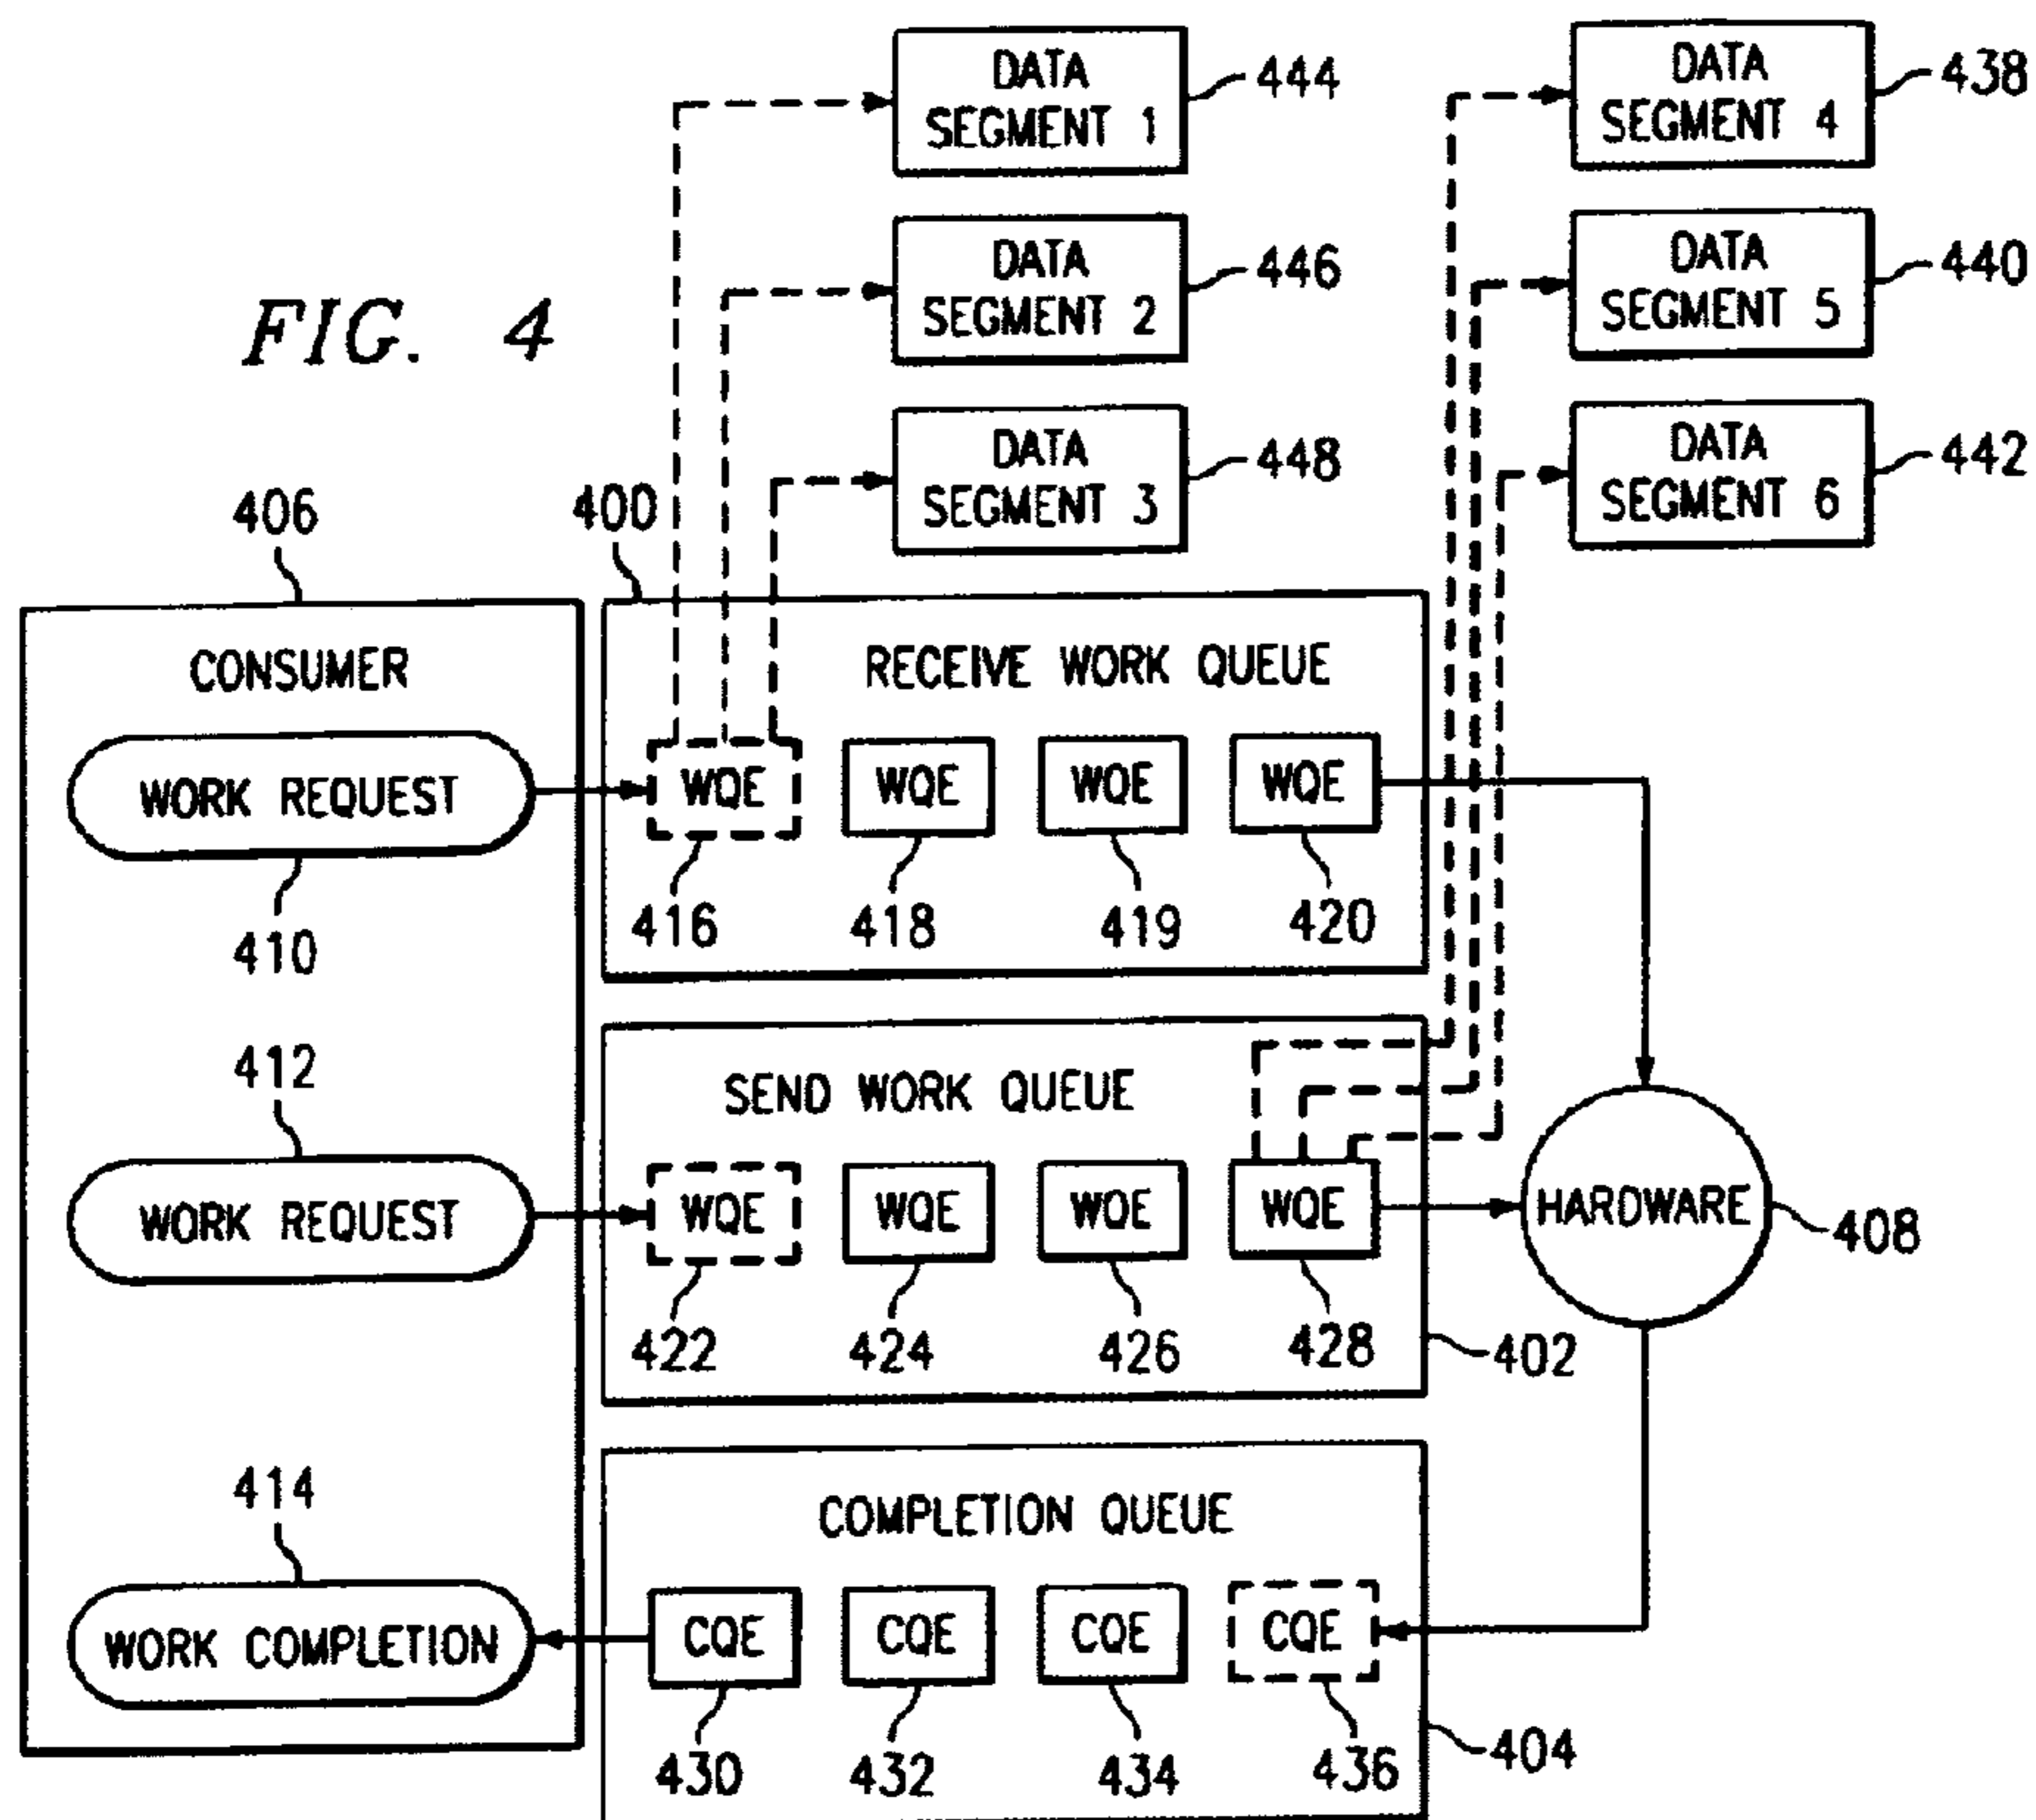 DATA
SEGMENT 1
444
DATA
SEGMENT 4
438
DATA
SEGMENT 2
446
DATA
SEGMENT 5
440
FIG. 4
DATA
SEGMENT 3
448
DATA
SEGMENT 6
442
406
400
CONSUMER
RECEIVE WORK QUEUE
WORK REQUEST
WQE
WQE
WQE
WQE
410
416
418
419
420
412
SEND WORK QUEUE
WORK REQUEST
WQE
WQE
WQE
WQE
HARDWARE
408
422
424
426
428
402
414
COMPLETION QUEUE
WORK COMPLETION
CQE
CQE
CQE
CQE
430
432
434
436
404